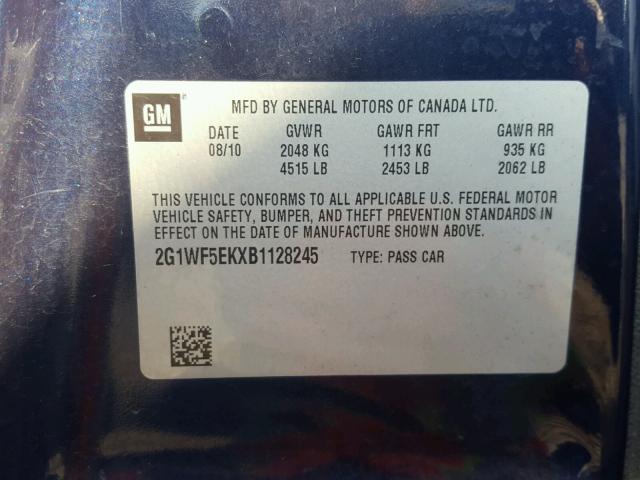 GM
MFD BY GENERAL MOTORS OF CANADA LTD.
DATE GVWR GAWR FRT GAWR RR
08/10 2048 KG 1113 KG 935 KG
4515 LB 2453 LB 2062 LB
THIS VEHICLE CONFORMS TO ALL APPLICABLE U.S. FEDERAL MOTOR
VEHICLE SAFETY, BUMPER, AND THEFT PREVENTION STANDARDS IN
EFFECT ON THE DATE OF MANUFACTURE SHOWN ABOVE.
2G1WF5EKXB1128245 TYPE: PASS CAR